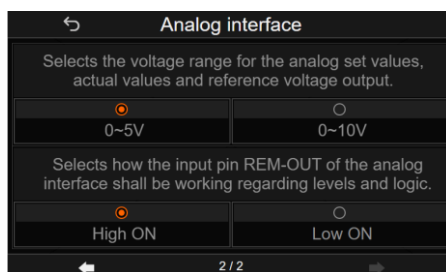 Analog interface
Selects the voltage range for the analog set values,
actual values and reference voltage output.
0~5V
0~10V
Selects how the input pin REM-OUT of the analog
interface shall be working regarding levels and logic.
High ON
Low ON
2 / 2